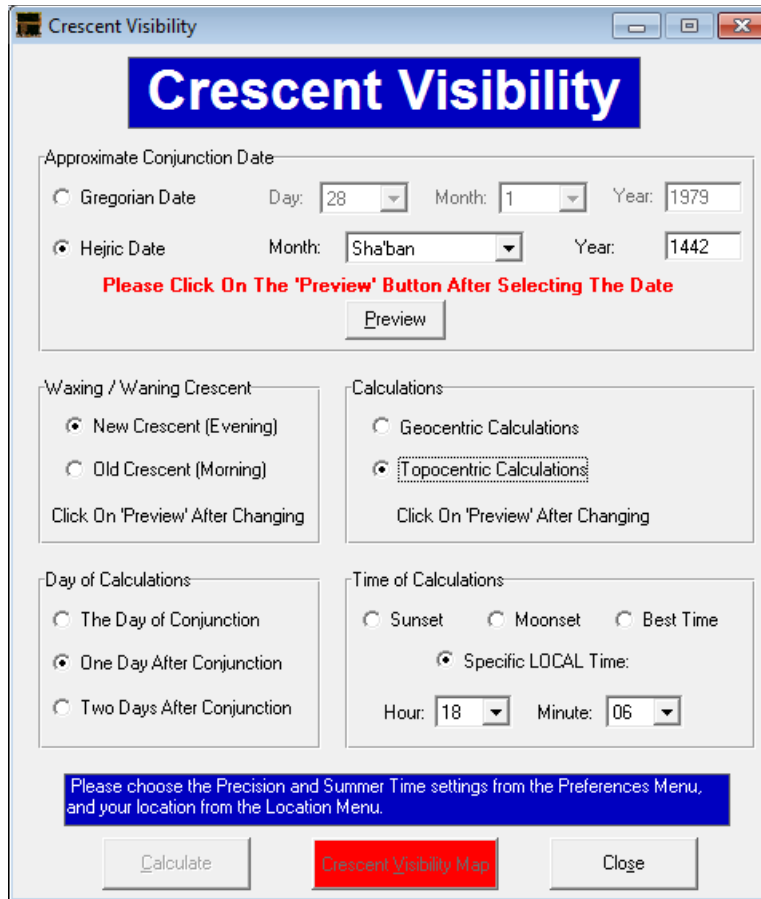 Crescent Visibility
Crescent Visibility
Approximate Conjunction Date
Gregorian Date Day: 28 Month: 1 Year: 1979
Hejric Date Month: Sha'ban Year: 1442
Please Click On The 'Preview' Button After Selecting The Date
Preview
Waxing / Waning Crescent
New Crescent (Evening)
Old Crescent (Morning)
Click On 'Preview' After Changing
Calculations
Geocentric Calculations
Topocentric Calculations
Click On 'Preview' After Changing
Day of Calculations
The Day of Conjunction
One Day After Conjunction
Two Days After Conjunction
Time of Calculations
Sunset Moonset Best Time
Specific LOCAL Time:
Hour: 18 Minute: 06
Please choose the Precision and Summer Time settings from the Preferences Menu,
and your location from the Location Menu.
Calculate Crescent Visibility Map Close